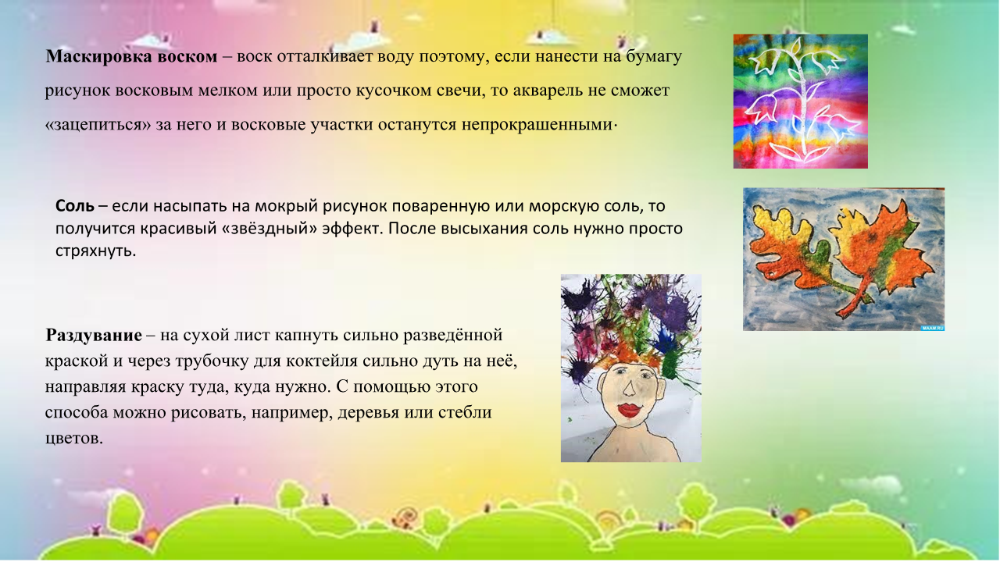 Маскировка воском – воск отталкивает воду поэтому, если нанести на бумагу
рисунок восковым мелком или просто кусочком свечи, то акварель не сможет
«зацепиться» за него и восковые участки останутся непрокрашенными.
Соль – если насыпать на мокрый рисунок поваренную или морскую соль, то
получится красивый «звёздный» эффект. После высыхания соль нужно просто
стряхнуть.
Раздувание – на сухой лист капнуть сильно разведённой
краской и через трубочку для коктейля сильно дуть на неё,
направляя краску туда, куда нужно. С помощью этого
способа можно рисовать, например, деревья или стебли
цветов.
MAAM.RU